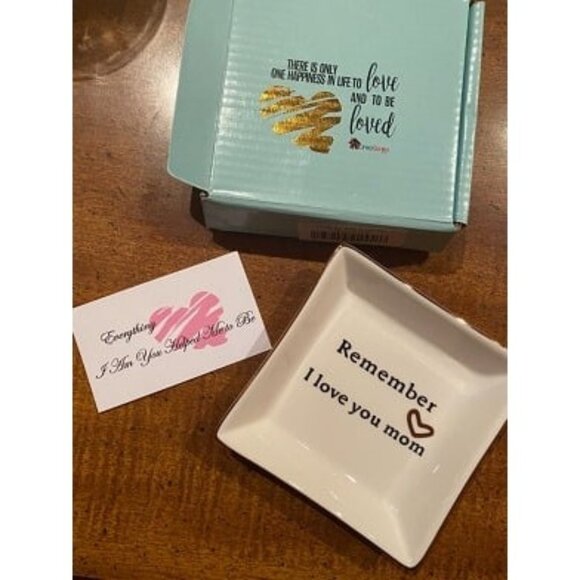 THERE IS ONLY
ONE HAPPINESS IN LIFE TO love
AND TO BE
loved
Everything
I Am You Helped Me to Be
Remember
I love you mom